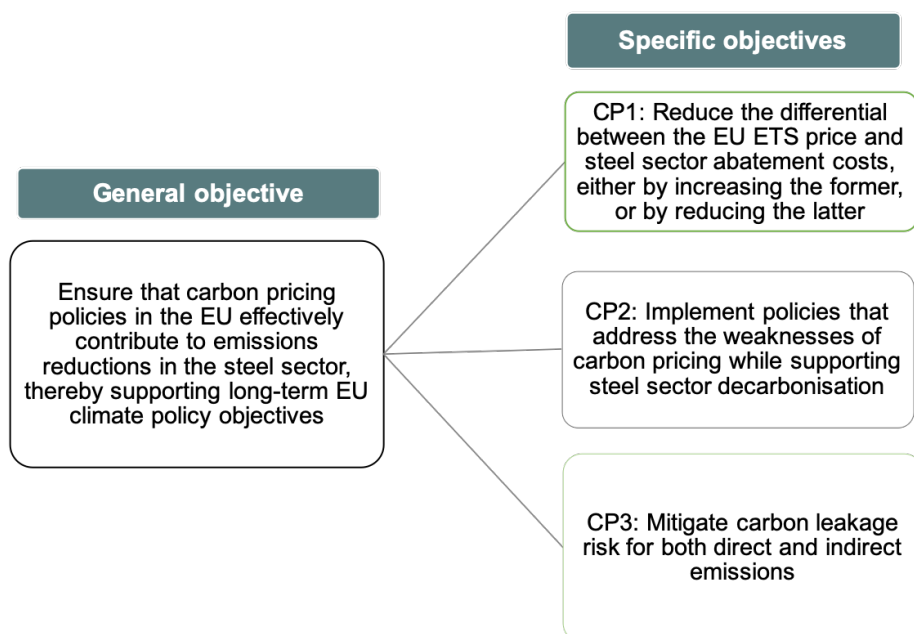 General objective
Ensure that carbon pricing
policies in the EU effectively
contribute to emissions
reductions in the steel sector,
thereby supporting long-term EU
climate policy objectives
Specific objectives
CP1: Reduce the differential
between the EU ETS price and
steel sector abatement costs,
either by increasing the former,
or by reducing the latter
CP2: Implement policies that
address the weaknesses of
carbon pricing while supporting
steel sector decarbonisation
CP3: Mitigate carbon leakage
risk for both direct and indirect
emissions